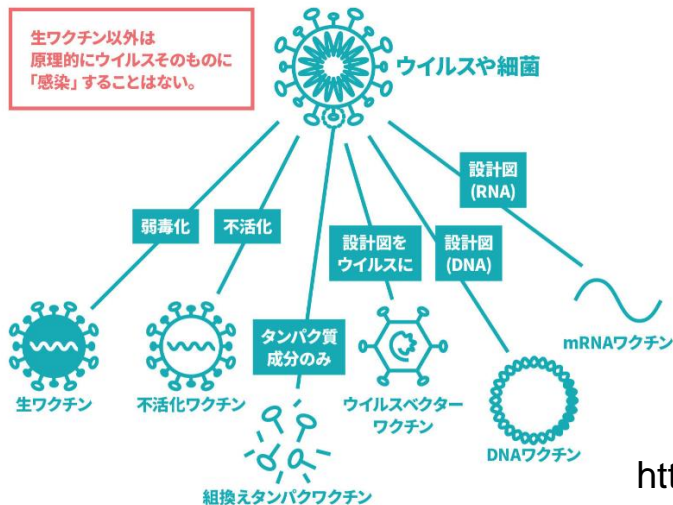 生ワクチン以外は
原理的にウイルスそのものに
「感染」することはない。
ウイルスや細菌
設計図
(RNA)
弱毒化
不活化
設計図を
ウイルスに
設計図
(DNA)
タンパク質
成分のみ
mRNAワクチン
生ワクチン
不活化ワクチン
ウイルスベクター
ワクチン
DNAワクチン
組換えタンパクワクチン
htt